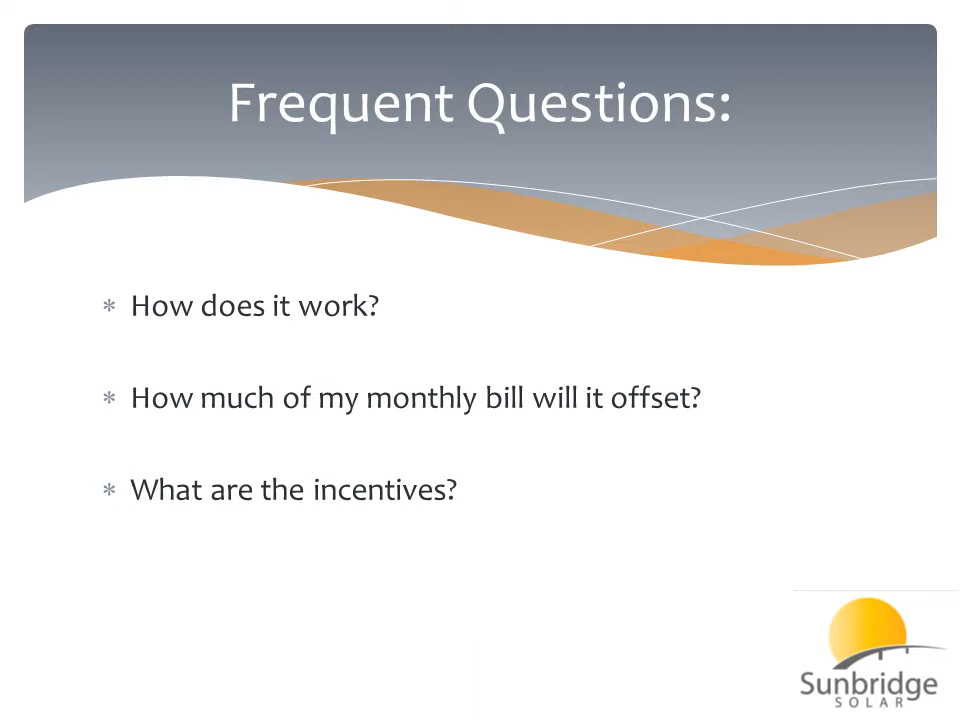 Frequent Questions:
* How does it work?
* How much of my monthly bill will it offset?
* What are the incentives?
Sunbridge
SOLAR